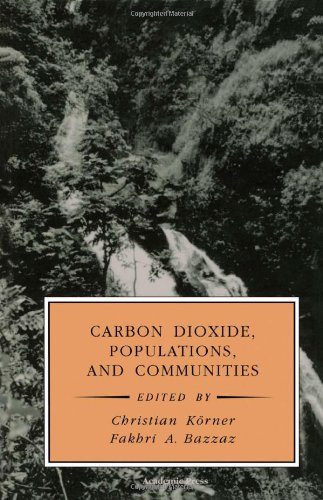 CARBON DIOXIDE,
POPULATIONS,
AND COMMUNITIES
EDITED BY
Christian Körner
Fakhri A. Bazzaz
Academic Press